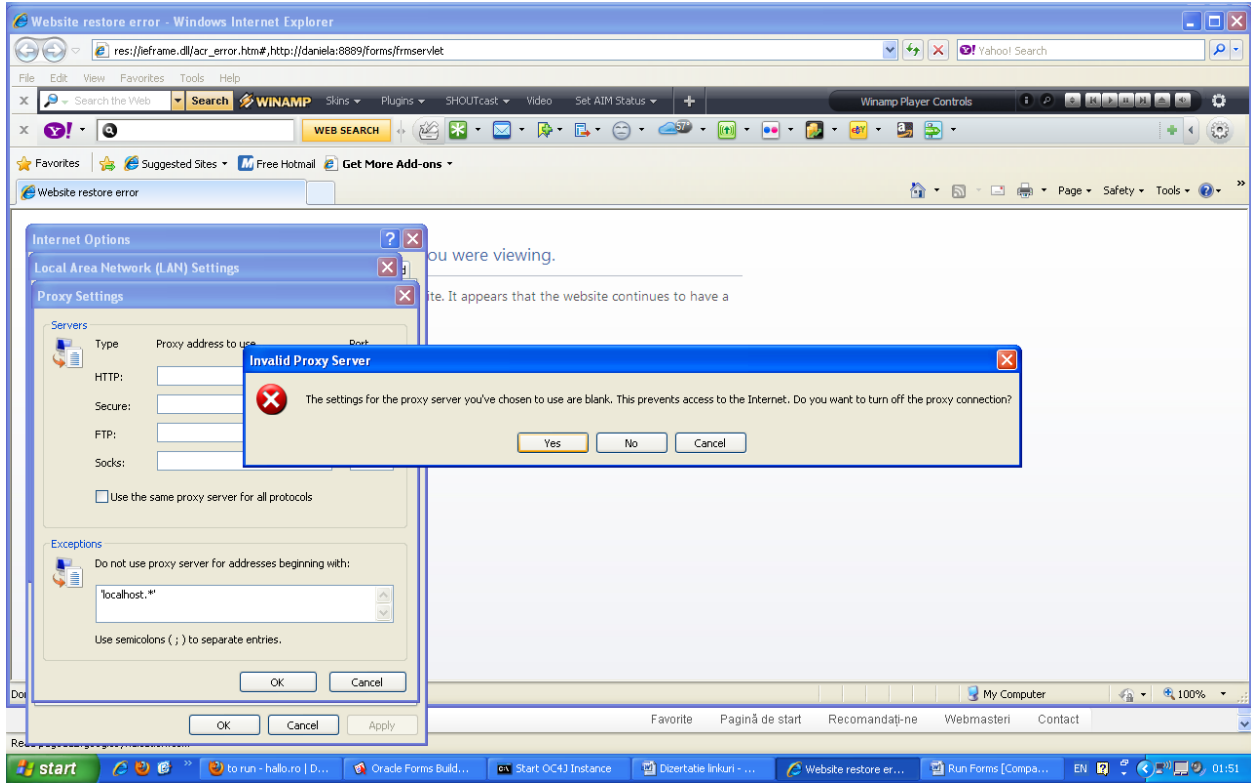 Website restore error - Windows Internet Explorer
res://ieframe.dll/acr_error.htm#,http://daniela:8889/forms/frmservlet
Yahoo! Search
File Edit View Favorites Tools Help
x Search the Web Search WINAMP Skins Plugins SHOUTcast Video Set AIM Status Winamp Player Controls
x Y! WEB SEARCH 57°
Favorites Suggested Sites Free Hotmail Get More Add-ons
Website restore error
Page Safety Tools »
Internet Options
ou were viewing.
Local Area Network (LAN) Settings
Proxy Settings
ite. It appears that the website continues to have a
Servers
Type Proxy address to use Port
Invalid Proxy Server
HTTP:
The settings for the proxy server you've chosen to use are blank. This prevents access to the Internet. Do you want to turn off the proxy connection?
Secure:
FTP:
Yes No Cancel
Socks:
Use the same proxy server for all protocols
Exceptions
Do not use proxy server for addresses beginning with:
'localhost.*'
Use semicolons ( ; ) to separate entries.
OK Cancel
My Computer 100%
OK Cancel Apply
Favorite Pagină de start Recomandaţi-ne Webmasteri Contact
start » to run - hallo.ro | D... Oracle Forms Build... Start OC4J Instance Dizertatie linkuri - ... Website restore er... Run Forms [Compa... EN 01:51